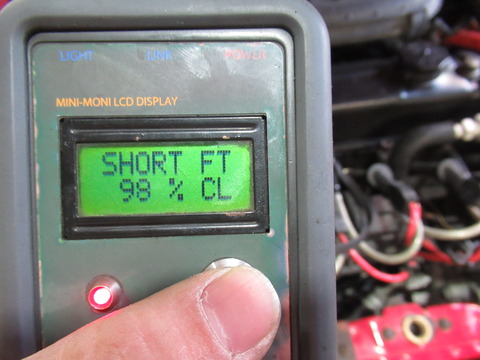 LIGHT LINK POWER
MINI-MONI LCD DISPLAY
SHORT FT
98 % CL